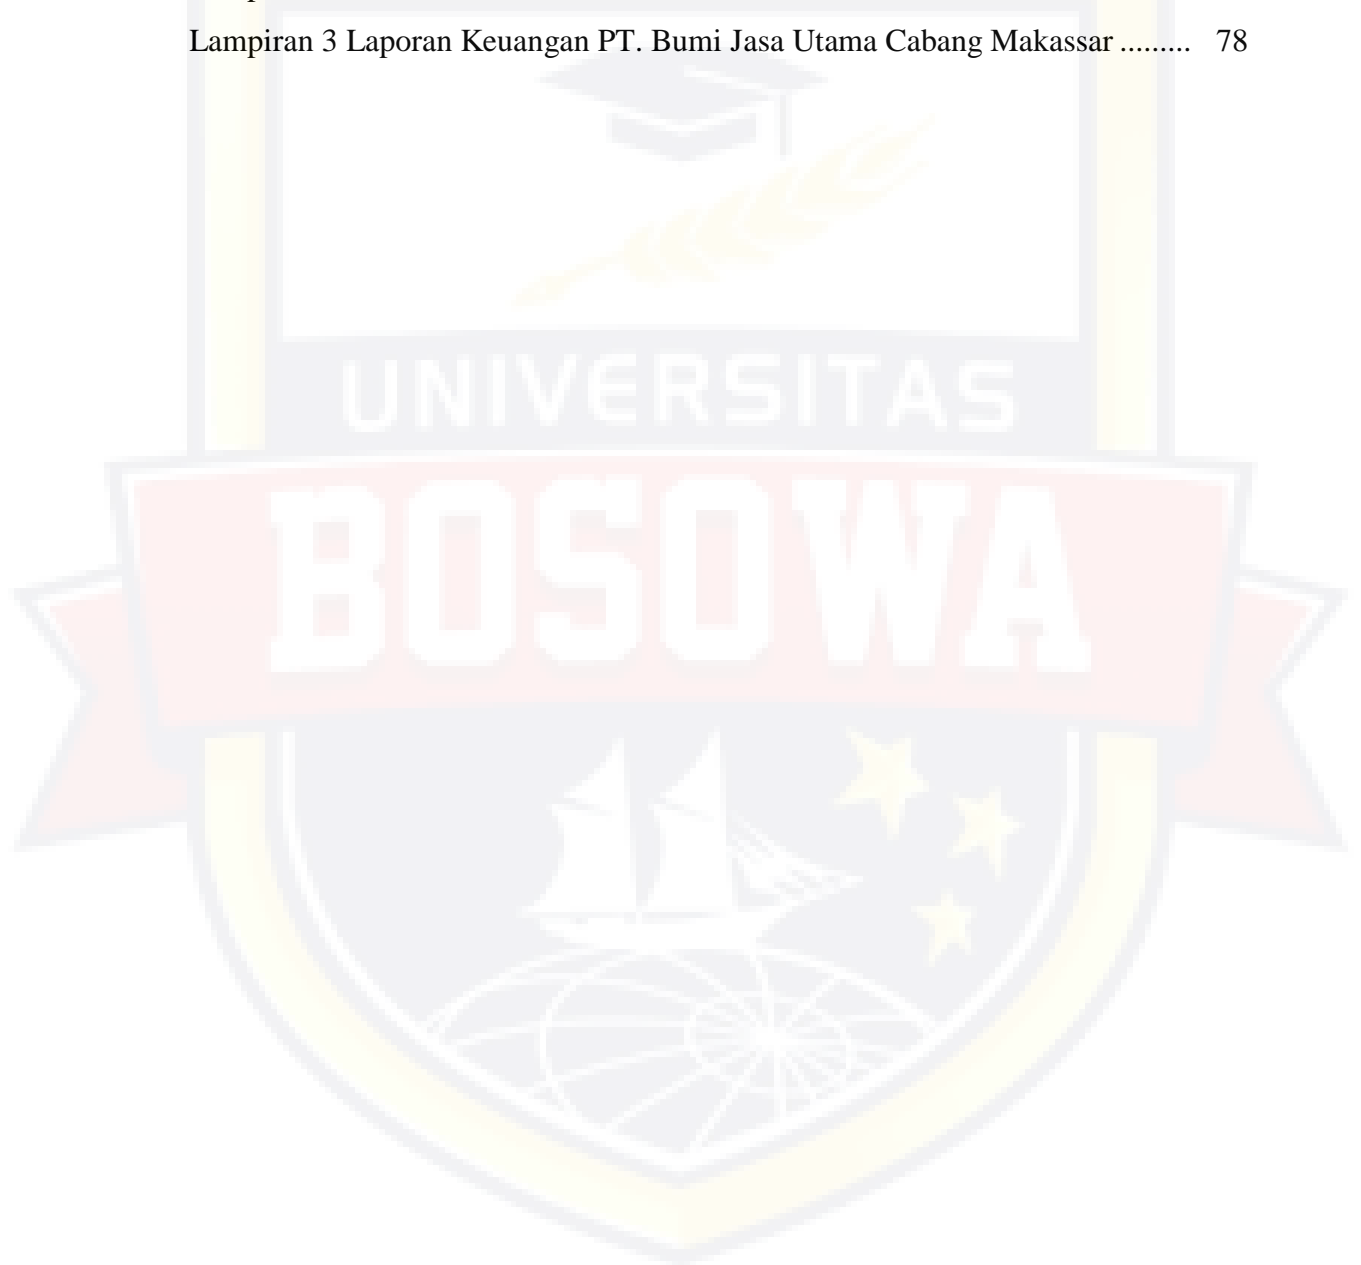 Lampiran 3 Laporan Keuangan PT. Bumi Jasa Utama Cabang Makassar ......... 78
UNIVERSITAS
BOSOWA